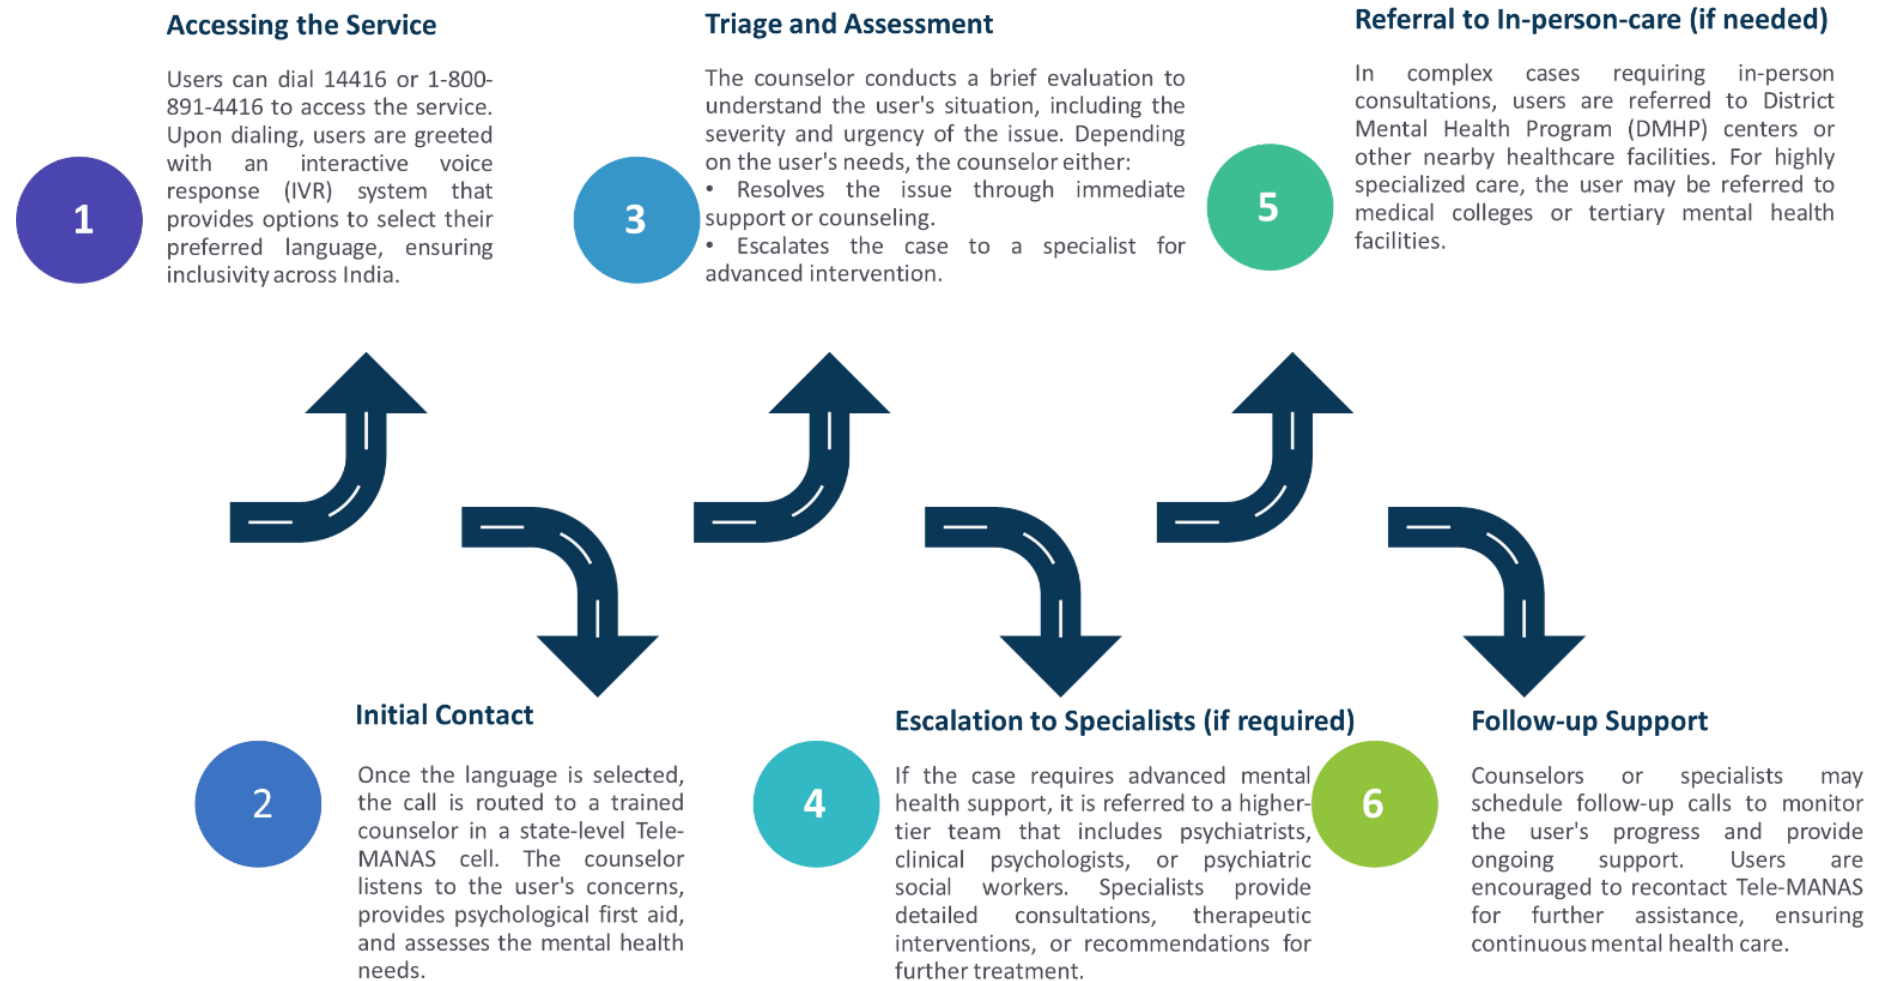 Accessing the Service
Users can dial 14416 or 1-800-
891-4416 to access the service.
Upon dialing, users are greeted
with an interactive voice
response (IVR) system that
provides options to select their
preferred language, ensuring
inclusivity across India.
1
Initial Contact
Once the language is selected,
the call is routed to a trained
counselor in a state-level Tele-
MANAS cell. The counselor
listens to the user's concerns,
provides psychological first aid,
and assesses the mental health
needs.
2
Triage and Assessment
The counselor conducts a brief evaluation to
understand the user's situation, including the
severity and urgency of the issue. Depending
on the user's needs, the counselor either:
• Resolves the issue through immediate
support or counseling.
• Escalates the case to a specialist for
advanced intervention.
3
Escalation to Specialists (if required)
If the case requires advanced mental
health support, it is referred to a higher-
tier team that includes psychiatrists,
clinical psychologists, or psychiatric
social workers. Specialists provide
detailed consultations, therapeutic
interventions, or recommendations for
further treatment.
4
Referral to In-person-care (if needed)
In complex cases requiring in-person
consultations, users are referred to District
Mental Health Program (DMHP) centers or
other nearby healthcare facilities. For highly
specialized care, the user may be referred to
medical colleges or tertiary mental health
facilities.
5
Follow-up Support
Counselors or specialists may
schedule follow-up calls to monitor
the user's progress and provide
ongoing support. Users are
encouraged to recontact Tele-MANAS
for further assistance, ensuring
continuous mental health care.
6